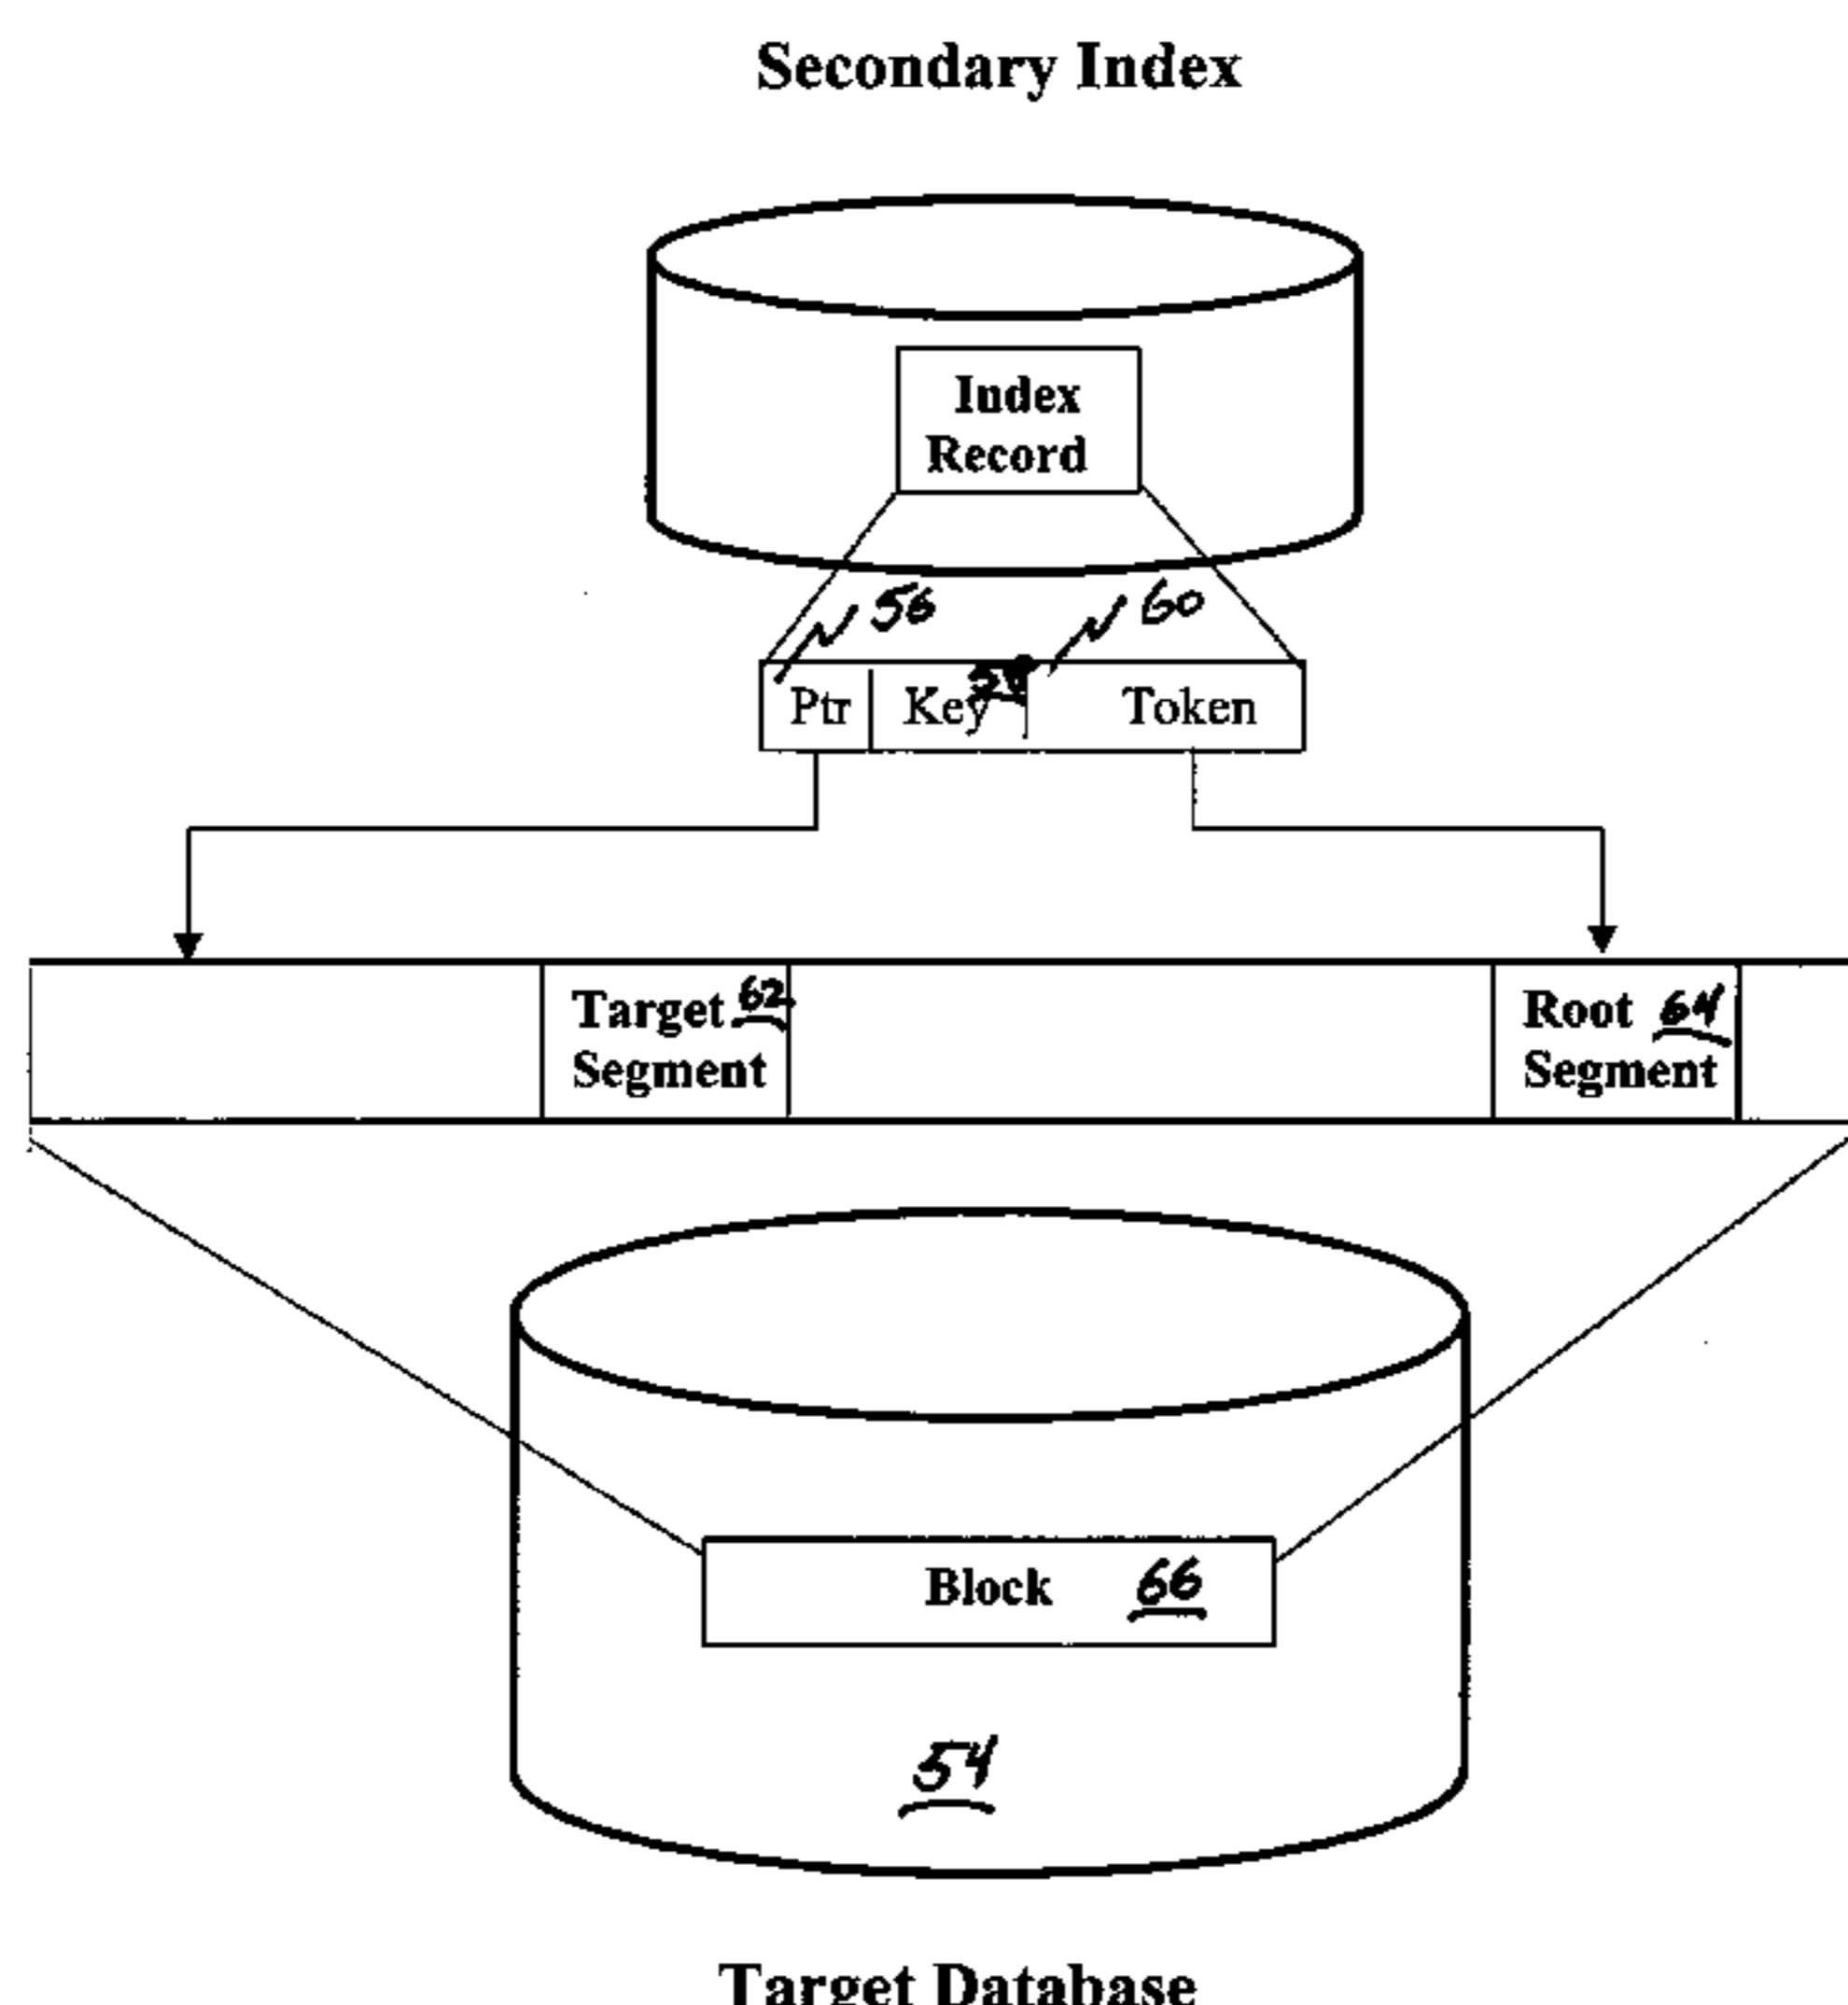 Secondary Index
Index
Record
56 60
Ptr Key Token
Target 62
Segment
Root 64
Segment
Block 66
54
Target Database